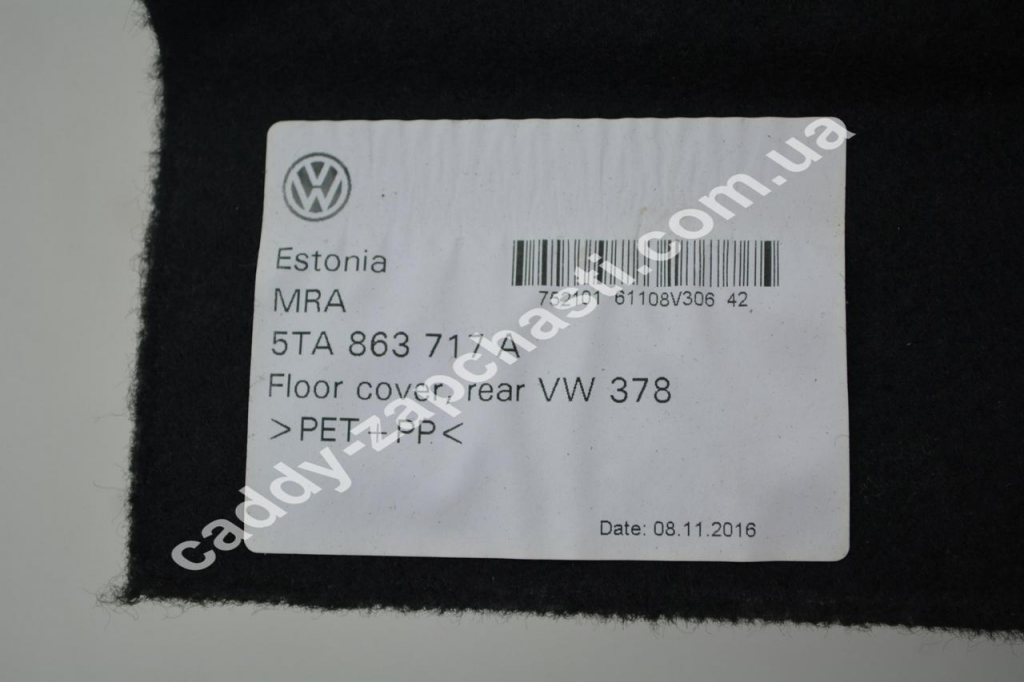 Estonia
MRA
5TA 863 717 A
Floor cover, rear VW 378
>PET+PP<
752101 61108V306 42
Date: 08.11.2016
caddy-zapchasti.com.ua